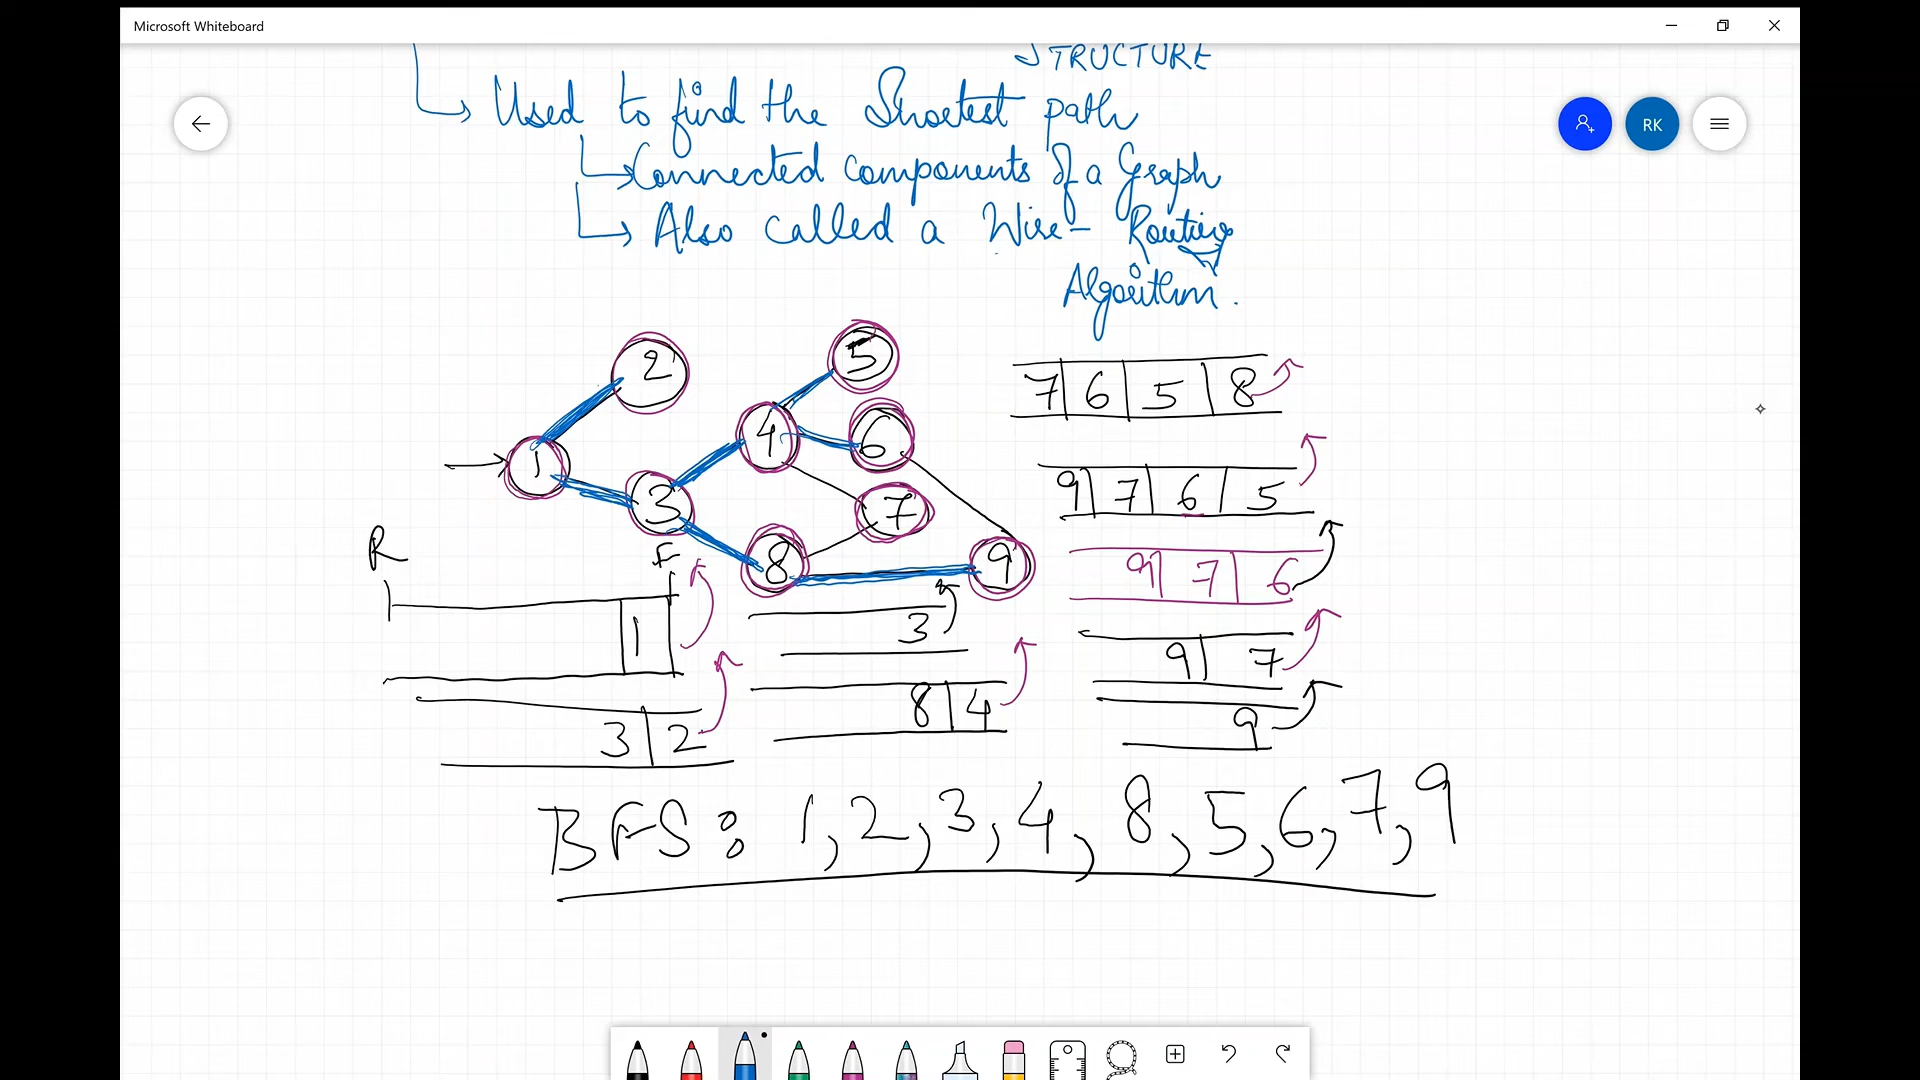 Microsoft Whiteboard
STRUCTURE
Used to find the Shortest path
Connected components of a Graph
RK
Also called a Wire- Routing
Algorithm.
2
5
7 6 5 8
1
4
6
3
7
9 7 6 5
R
F
8
9
9 7 6
1
3
9 7
3 2
8 4
9
BFS: 1, 2, 3, 4, 8, 5, 6, 7, 9